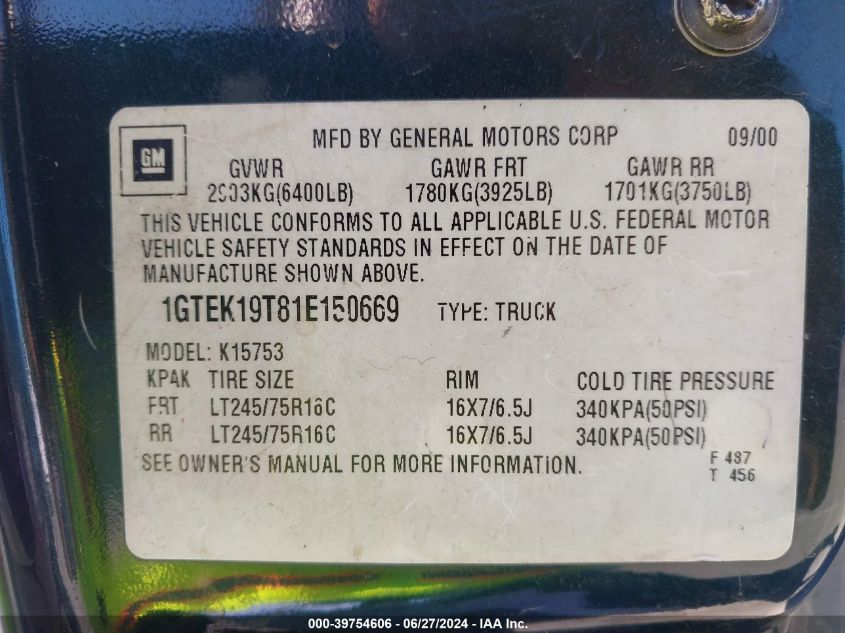 GM
MFD BY GENERAL MOTORS CORP 09/00
GVWR GAWR FRT GAWR RR
2903KG(6400LB) 1780KG(3925LB) 1701KG(3750LB)
THIS VEHICLE CONFORMS TO ALL APPLICABLE U.S. FEDERAL MOTOR
VEHICLE SAFETY STANDARDS IN EFFECT ON THE DATE OF
MANUFACTURE SHOWN ABOVE.
1GTEK19T81E150669 TYPE: TRUCK
MODEL: K15753
KPAK TIRE SIZE RIM COLD TIRE PRESSURE
FRT LT245/75R16C 16X7/6.5J 340KPA(50PSI)
RR LT245/75R16C 16X7/6.5J 340KPA(50PSI)
SEE OWNER'S MANUAL FOR MORE INFORMATION.
F 487
T 456
000-39754606 - 06/27/2024 - IAA Inc.